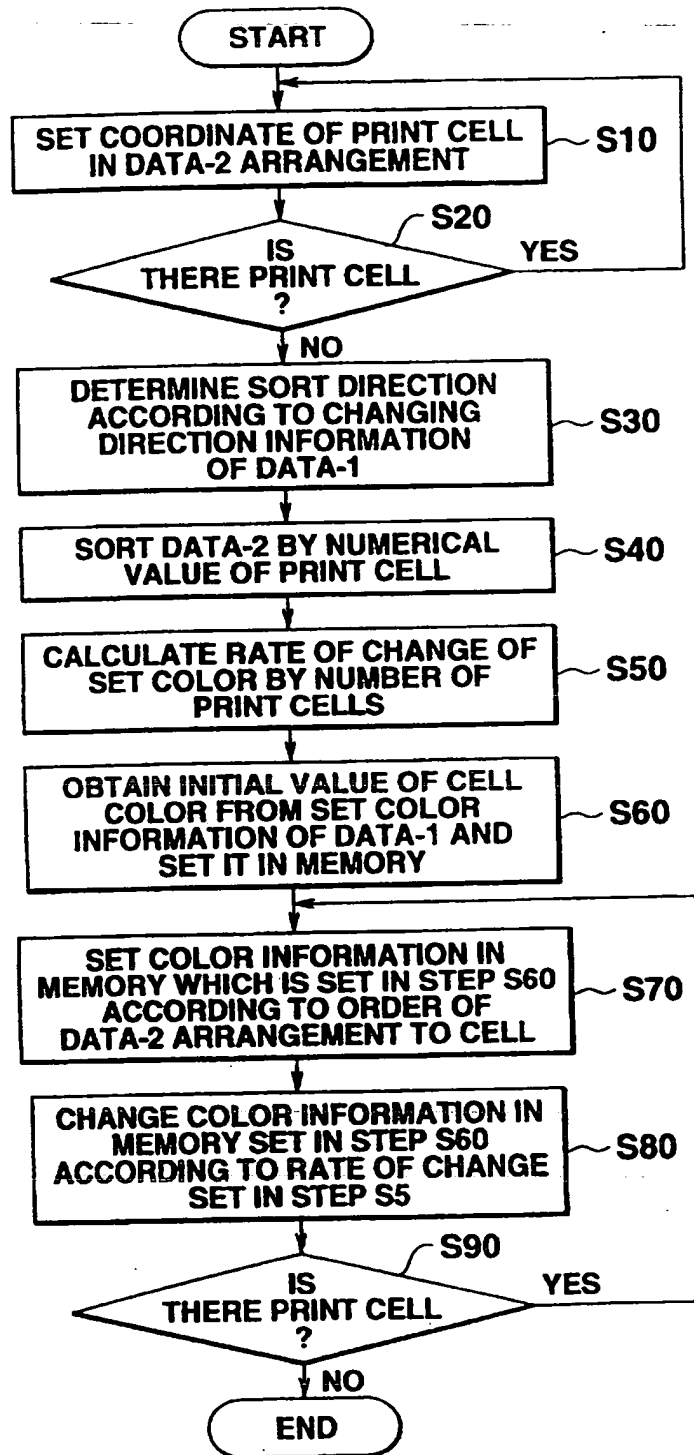 START
SET COORDINATE OF PRINT CELL
IN DATA-2 ARRANGEMENT
S10
S20
IS
THERE PRINT CELL
?
YES
NO
DETERMINE SORT DIRECTION
ACCORDING TO CHANGING
DIRECTION INFORMATION
OF DATA-1
S30
SORT DATA-2 BY NUMERICAL
VALUE OF PRINT CELL
S40
CALCULATE RATE OF CHANGE OF
SET COLOR BY NUMBER OF
PRINT CELLS
S50
OBTAIN INITIAL VALUE OF CELL
COLOR FROM SET COLOR
INFORMATION OF DATA-1 AND
SET IT IN MEMORY
S60
SET COLOR INFORMATION IN
MEMORY WHICH IS SET IN STEP S60
ACCORDING TO ORDER OF
DATA-2 ARRANGEMENT TO CELL
S70
CHANGE COLOR INFORMATION IN
MEMORY SET IN STEP S60
ACCORDING TO RATE OF CHANGE
SET IN STEP S5
S80
S90
IS
THERE PRINT CELL
?
YES
NO
END